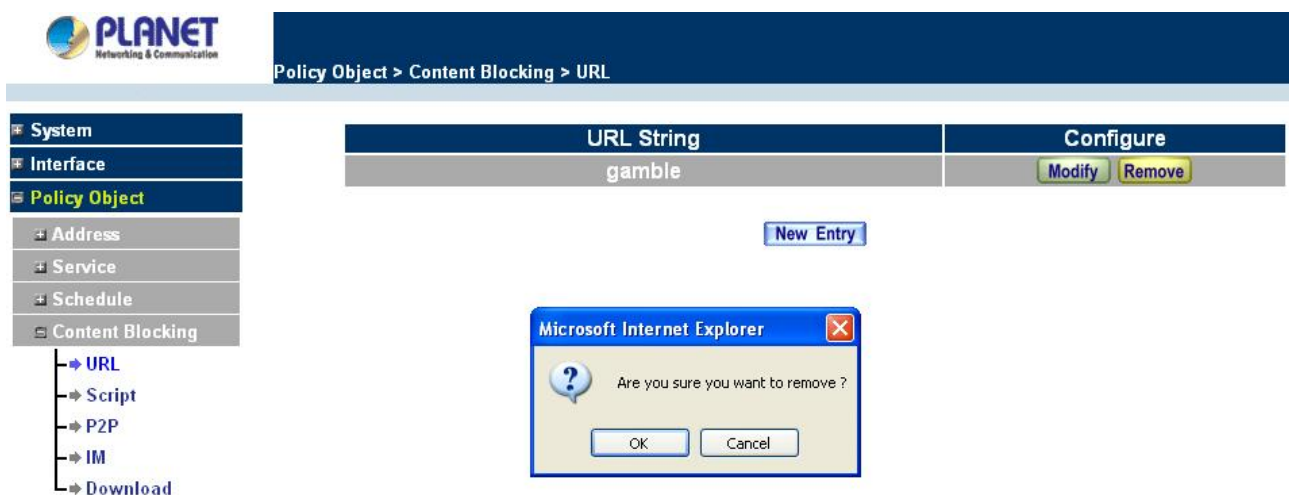 PLANET
Networking & Communication
Policy Object > Content Blocking > URL
System
Interface
Policy Object
Address
Service
Schedule
Content Blocking
URL
Script
P2P
IM
Download
URL String Configure
gamble Modify Remove
New Entry
Microsoft Internet Explorer
Are you sure you want to remove ?
OK Cancel